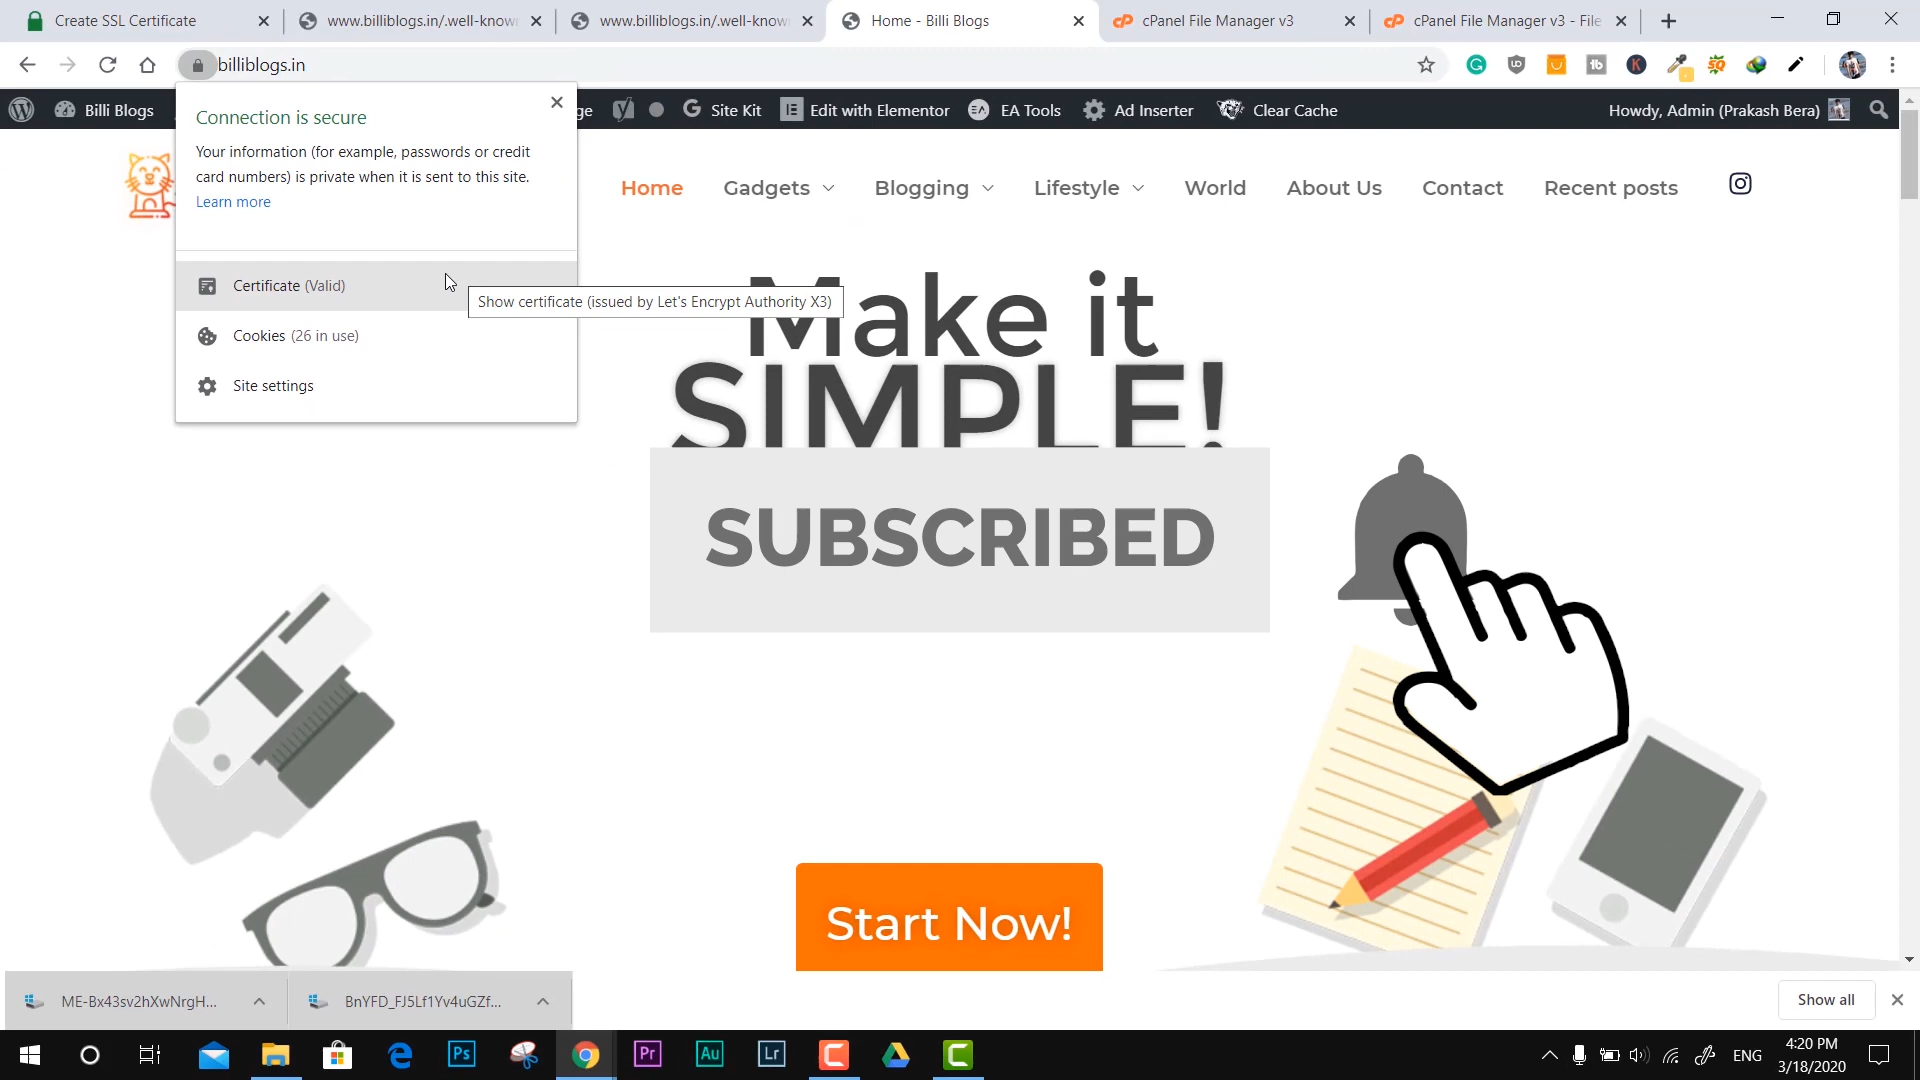 Create SSL Certificate
www.billiblogs.in/.well-know
www.billiblogs.in/.well-know
Home - Billi Blogs
cPanel File Manager v3
cPanel File Manager v3 - File
billiblogs.in
Billi Blogs
ge
Site Kit
Edit with Elementor
EA Tools
Ad Inserter
Clear Cache
Howdy, Admin (Prakash Bera)
Connection is secure
Your information (for example, passwords or credit
card numbers) is private when it is sent to this site.
Learn more
Certificate (Valid)
Show certificate (issued by Let's Encrypt Authority X3)
Cookies (26 in use)
Site settings
Home
Gadgets
Blogging
Lifestyle
World
About Us
Contact
Recent posts
Make it
SIMPLE!
SUBSCRIBED
Start Now!
ME-Bx43sv2hXwNrgH...
BnYFD_FJ5Lf1Yv4uGZf...
Show all
Ps
Pr
Au
Lr
ENG
4:20 PM
3/18/2020